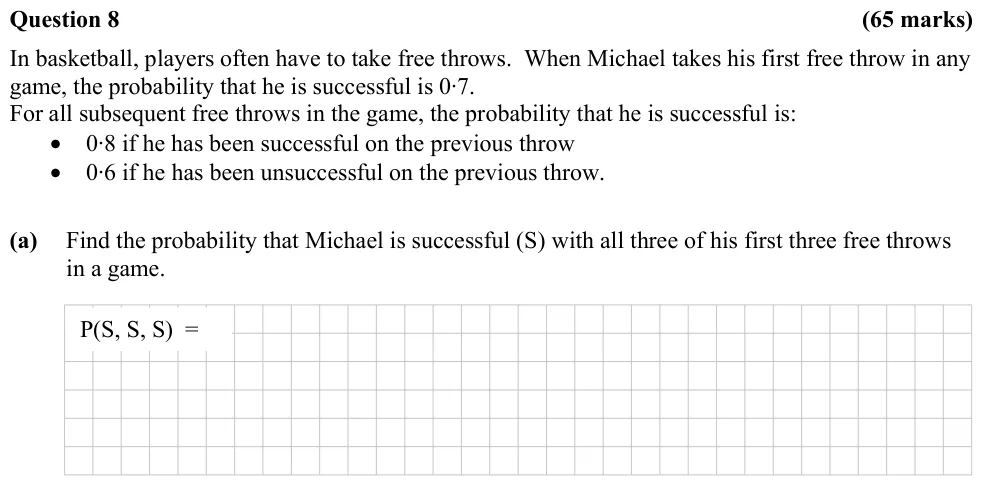 Question 8 (65 marks)
In basketball, players often have to take free throws. When Michael takes his first free throw in any
game, the probability that he is successful is 0·7.
For all subsequent free throws in the game, the probability that he is successful is:
• 0·8 if he has been successful on the previous throw
• 0·6 if he has been unsuccessful on the previous throw.
(a) Find the probability that Michael is successful (S) with all three of his first three free throws
in a game.
P(S, S, S) =